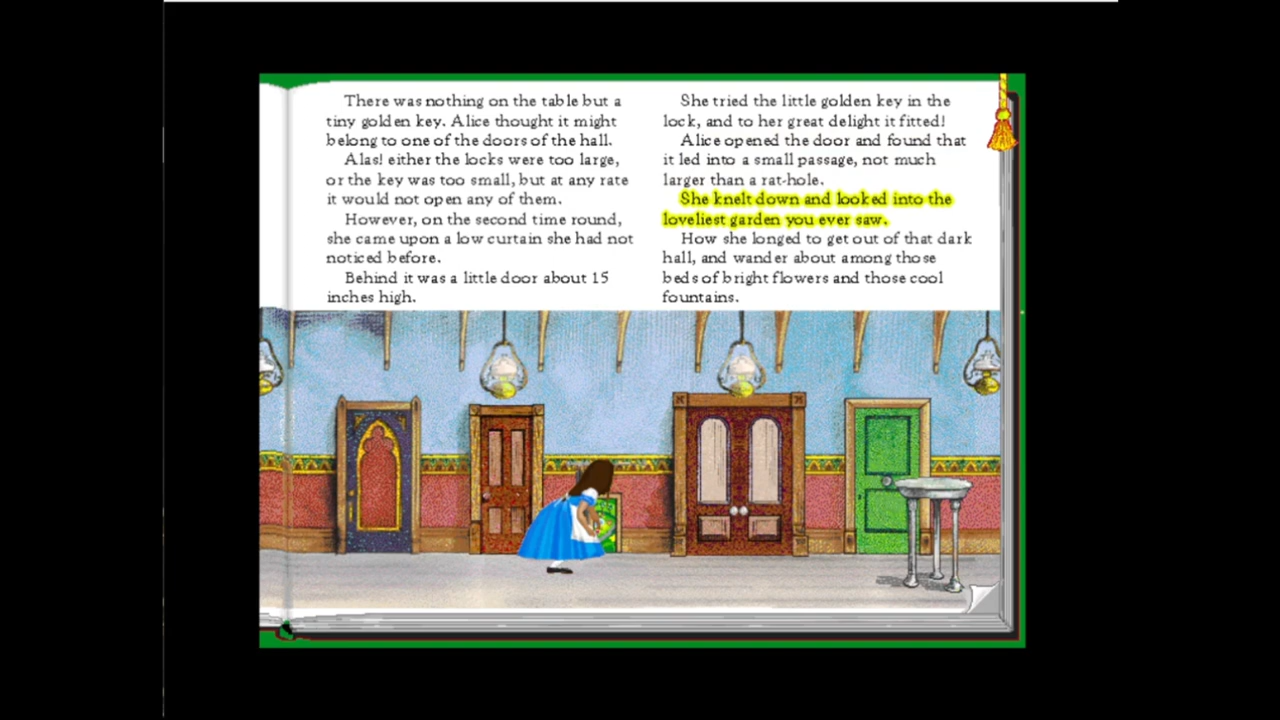 There was nothing on the table but a
tiny golden key. Alice thought it might
belong to one of the doors of the hall.
Alas! either the locks were too large,
or the key was too small, but at any rate
it would not open any of them.
However, on the second time round,
she came upon a low curtain she had not
noticed before.
Behind it was a little door about 15
inches high.
She tried the little golden key in the
lock, and to her great delight it fitted!
Alice opened the door and found that
it led into a small passage, not much
larger than a rat-hole.
She knelt down and looked into the
loveliest garden you ever saw.
How she longed to get out of that dark
hall, and wander about among those
beds of bright flowers and those cool
fountains.